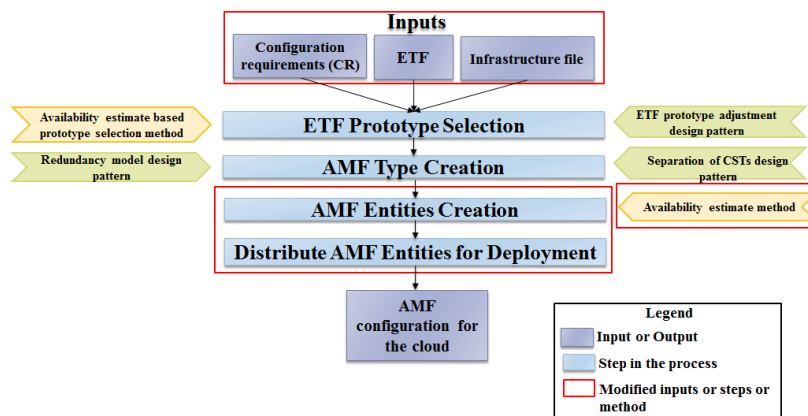 Inputs
Configuration
requirements (CR)
ETF
Infrastructure file
Availability estimate based
prototype selection method
ETF Prototype Selection
ETF prototype adjustment
design pattern
Redundancy model design
pattern
AMF Type Creation
Separation of CSTs design
pattern
AMF Entities Creation
Availability estimate method
Distribute AMF Entities for Deployment
AMF
configuration for
the cloud
Legend
Input or Output
Step in the process
Modified inputs or steps or
method